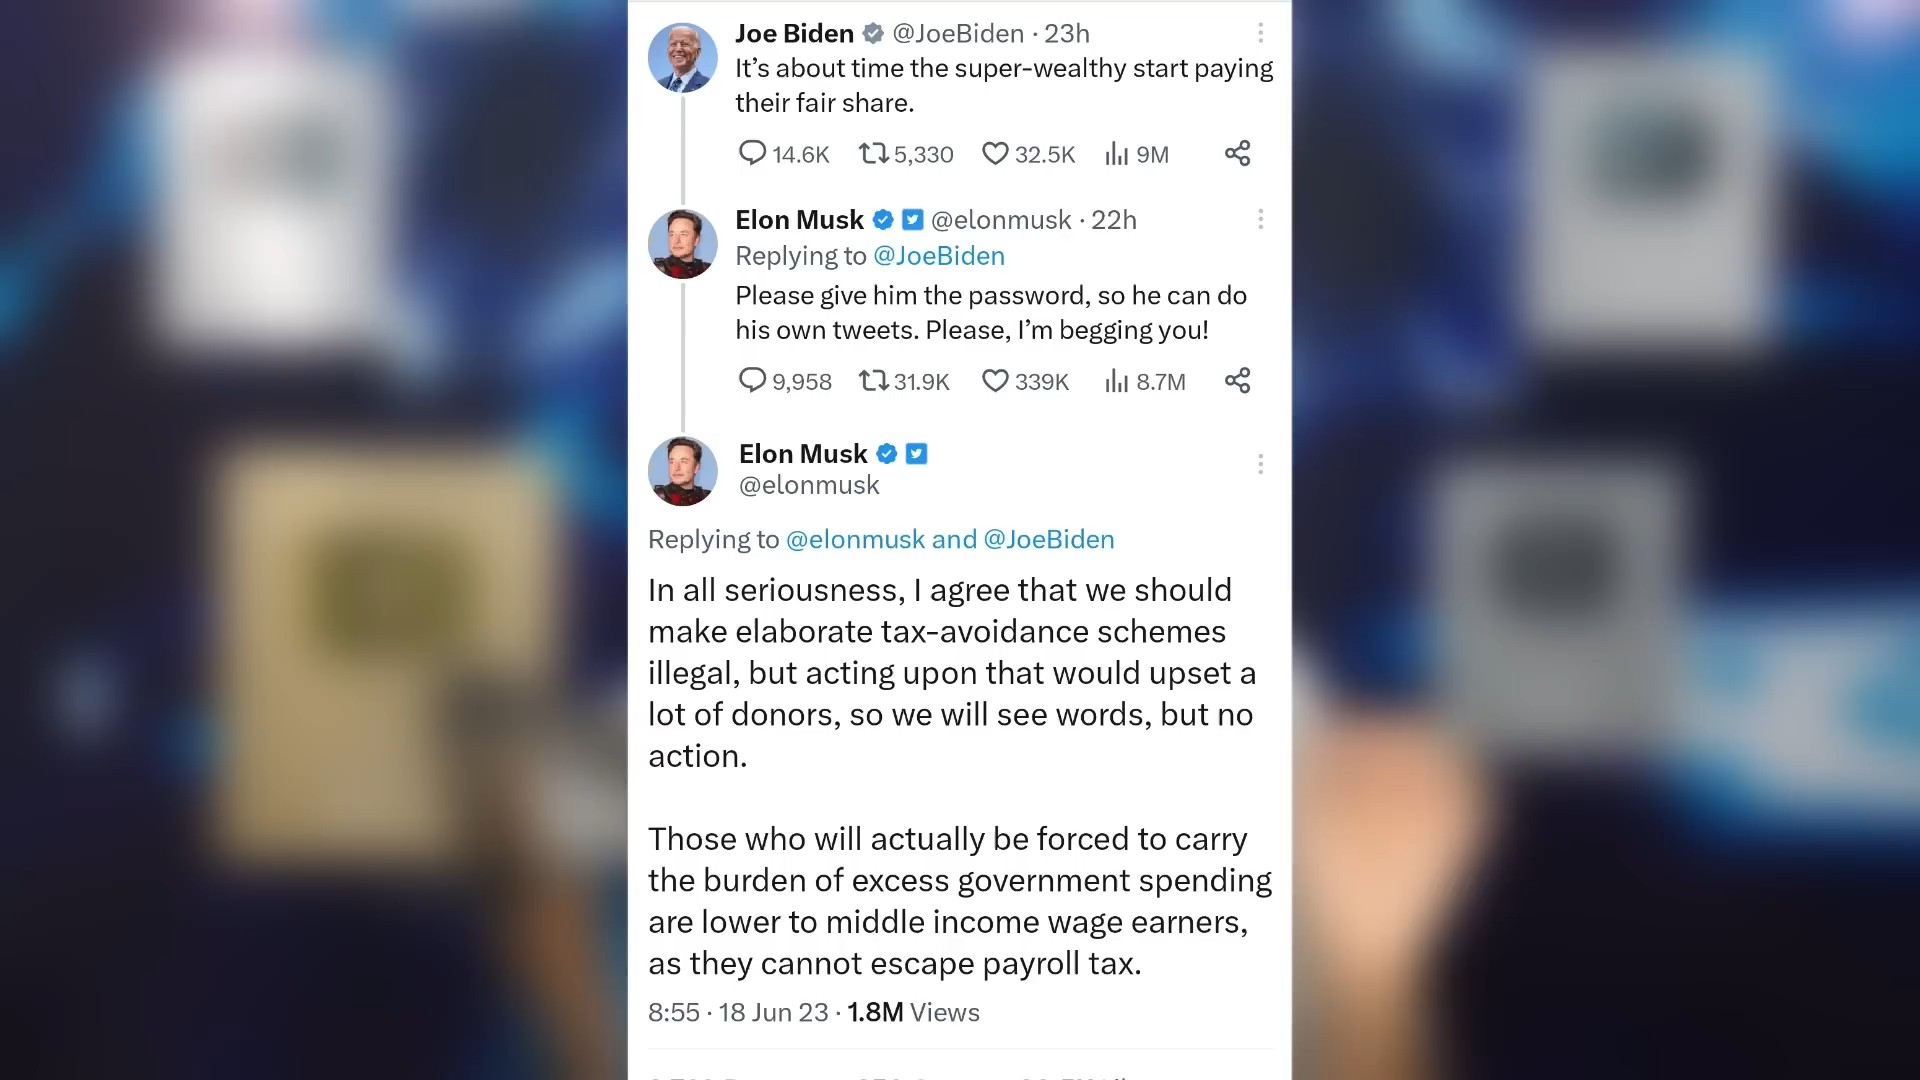 Joe Biden @JoeBiden · 23h
It's about time the super-wealthy start paying
their fair share.
14.6K 5,330 32.5K 9M
Elon Musk @elonmusk · 22h
Replying to @JoeBiden
Please give him the password, so he can do
his own tweets. Please, I'm begging you!
9,958 31.9K 339K 8.7M
Elon Musk
@elonmusk
Replying to @elonmusk and @JoeBiden
In all seriousness, I agree that we should
make elaborate tax-avoidance schemes
illegal, but acting upon that would upset a
lot of donors, so we will see words, but no
action.
Those who will actually be forced to carry
the burden of excess government spending
are lower to middle income wage earners,
as they cannot escape payroll tax.
8:55 · 18 Jun 23 · 1.8M Views